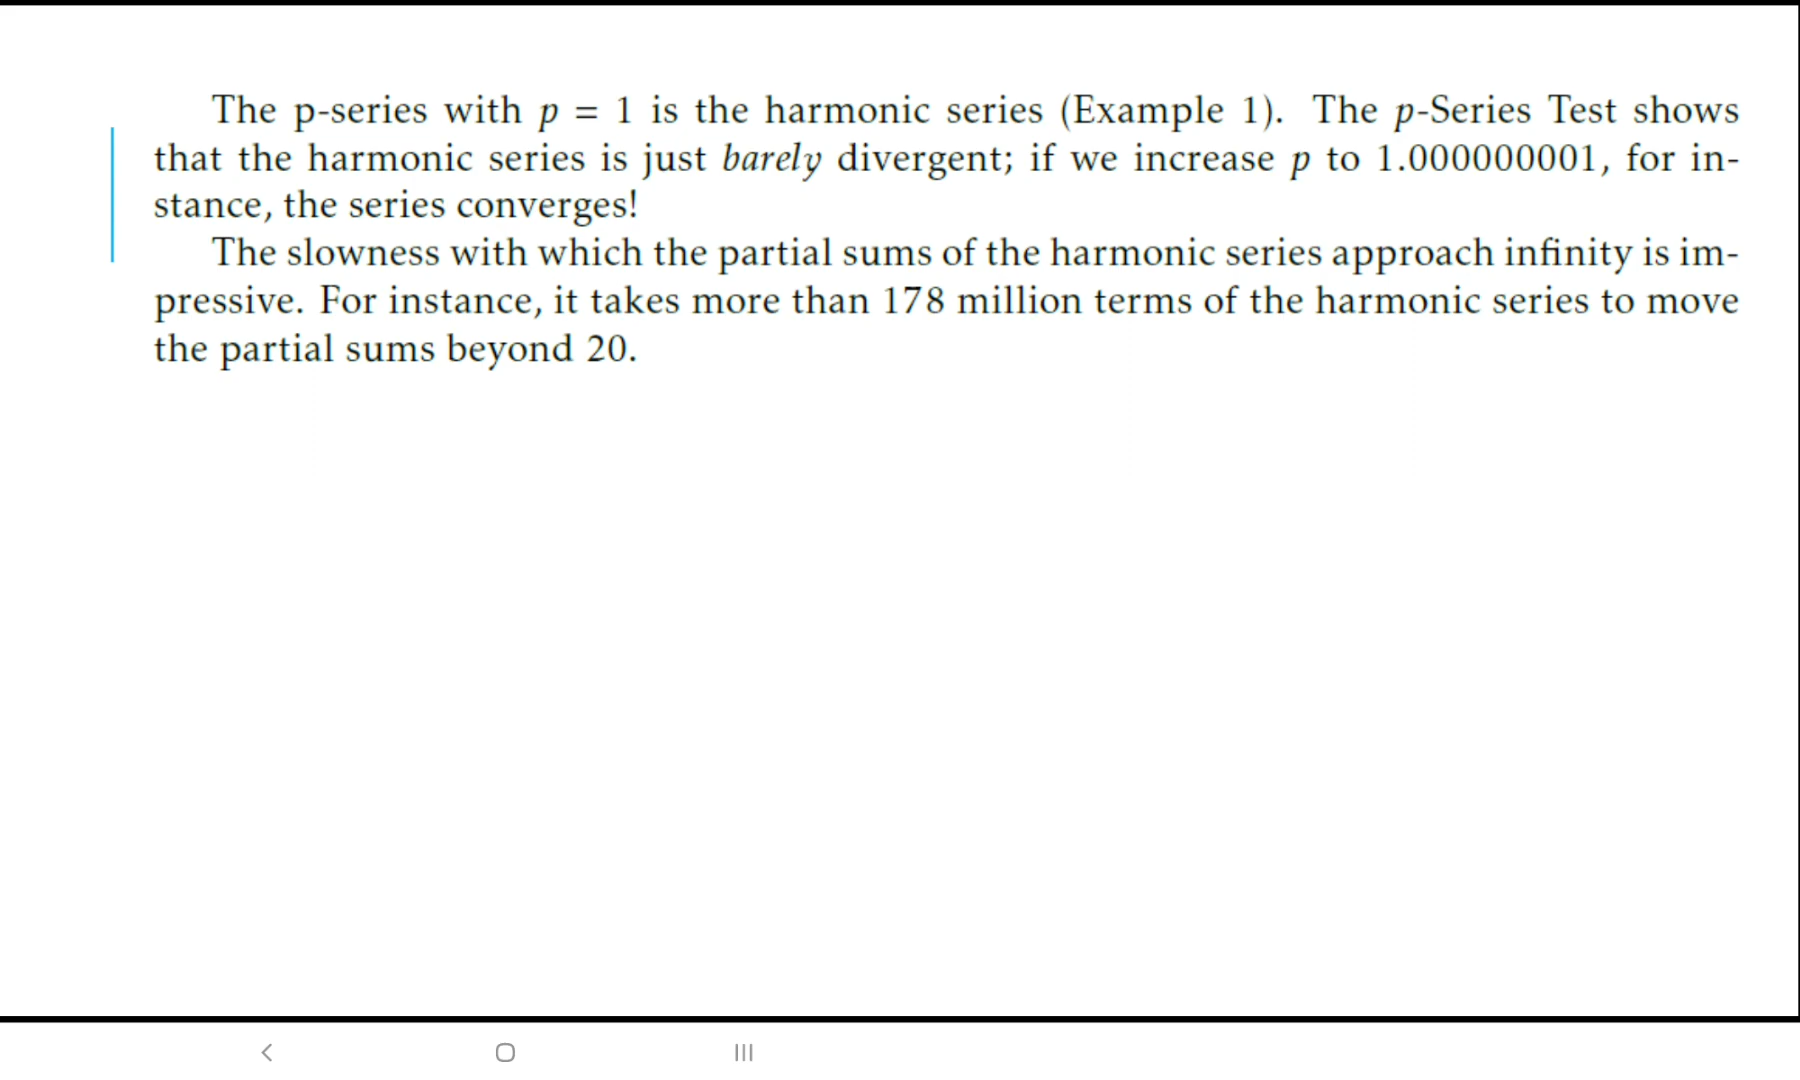 The p-series with p = 1 is the harmonic series (Example 1). The p-Series Test shows
that the harmonic series is just barely divergent; if we increase p to 1.000000001, for in-
stance, the series converges!
The slowness with which the partial sums of the harmonic series approach infinity is im-
pressive. For instance, it takes more than 178 million terms of the harmonic series to move
the partial sums beyond 20.